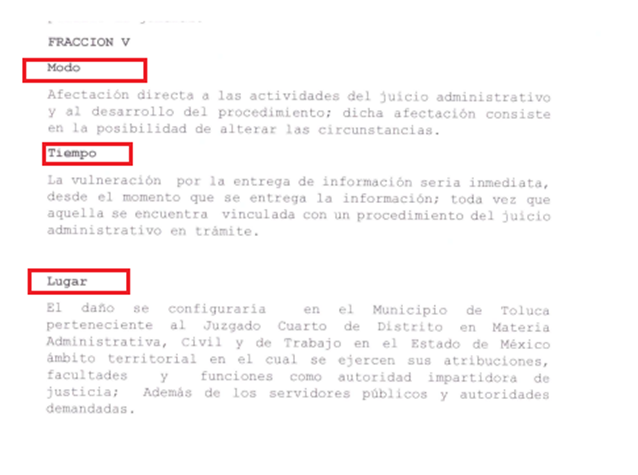 FRACCION V
Modo
Afectación directa a las actividades del juicio administrativo
y al desarrollo del procedimiento; dicha afectación consiste
en la posibilidad de alterar las circunstancias.
Tiempo
La vulneración por la entrega de información seria inmediata,
desde el momento que se entrega la información; toda vez que
aquella se encuentra vinculada con un procedimiento del juicio
administrativo en trámite.
Lugar
El daño se configuraría en el Municipio de Toluca
perteneciente al Juzgado Cuarto de Distrito en Materia
Administrativa, Civil y de Trabajo en el Estado de México
ámbito territorial en el cual se ejercen sus atribuciones,
facultades y funciones como autoridad impartidora de
justicia; Además de los servidores públicos y autoridades
demandadas.